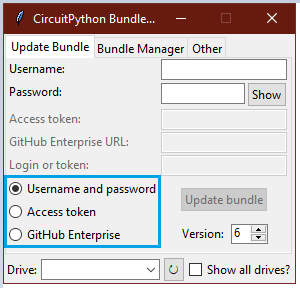 CircuitPython Bundle...
Update Bundle Bundle Manager Other
Username:
Password: Show
Access token:
GitHub Enterprise URL:
Login or token:
Username and password
Access token Update bundle
GitHub Enterprise Version: 6
Drive: Show all drives?